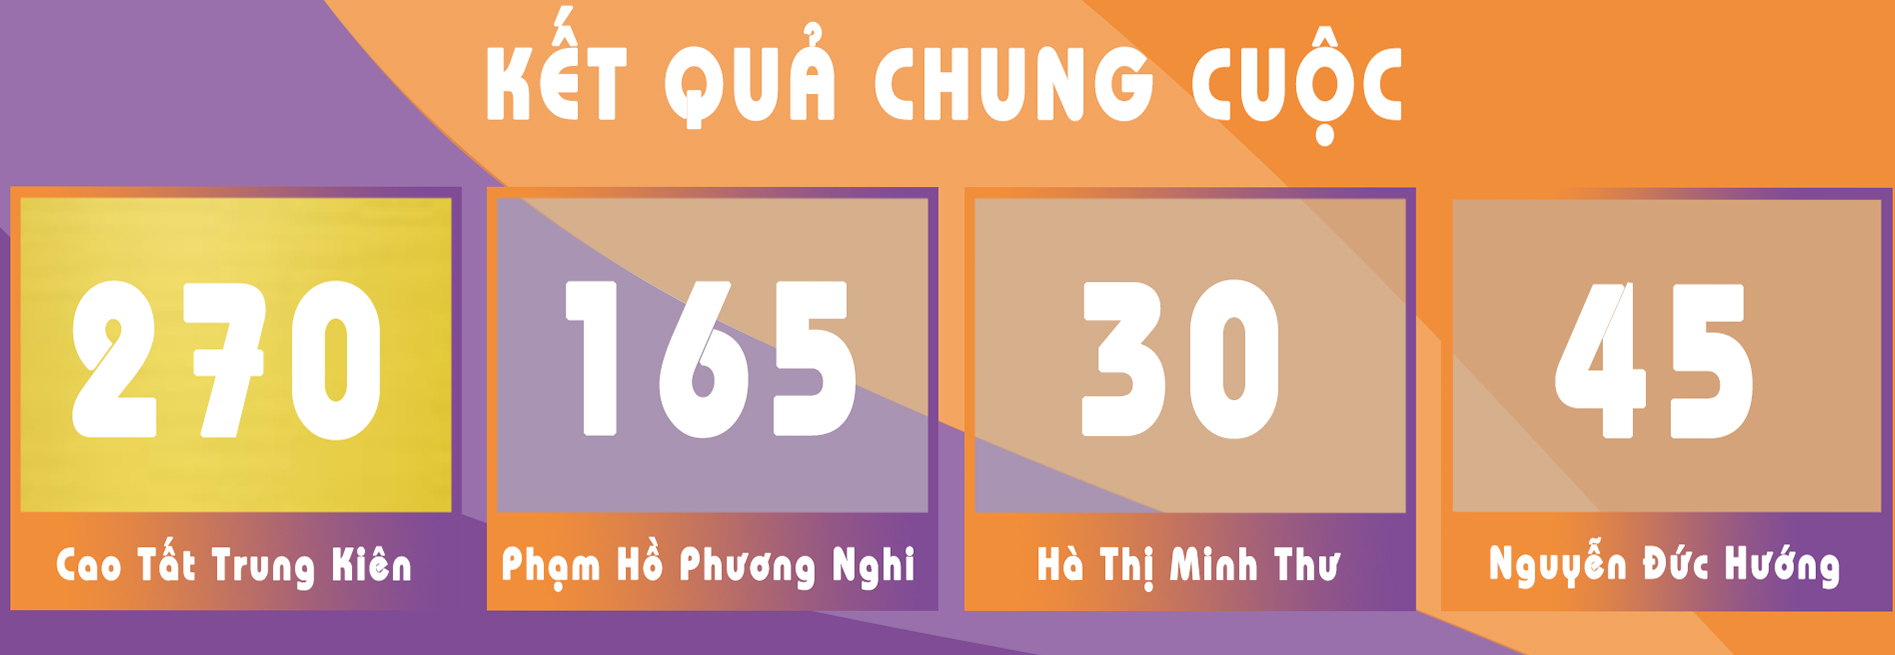 KẾT QUẢ CHUNG CUỘC
270
165
30
45
Cao Tất Trung Kiên
Phạm Hồ Phương Nghi
Hà Thị Minh Thư
Nguyễn Đức Hướng